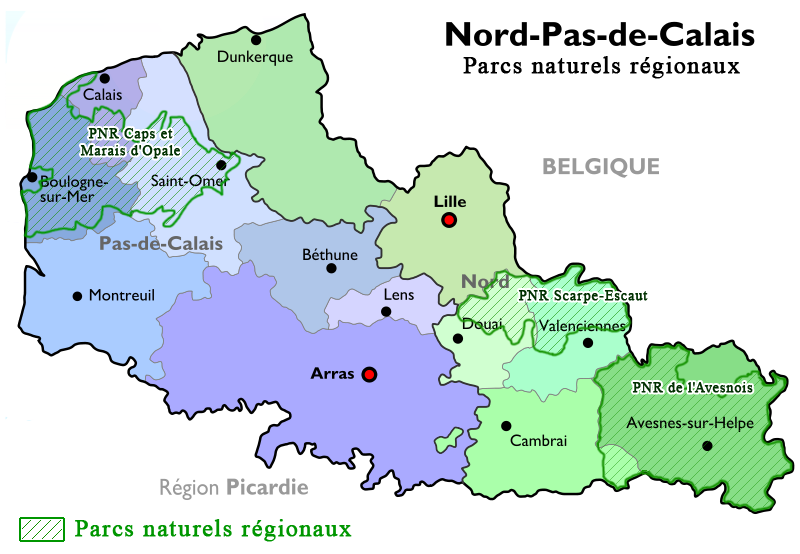 Nord-Pas-de-Calais
Parcs naturels régionaux
Dunkerque
Calais
PNR Caps et
Marais d'Opale
BELGIQUE
Saint-Omer
Boulogne-
sur-Mer
Lille
Pas-de-Calais
Béthune
Nord
Montreuil
Lens
PNR Scarpe-Escaut
Douai
Valenciennes
Arras
PNR de l'Avesnois
Avesnes-sur-Helpe
Cambrai
Région Picardie
Parcs naturels régionaux